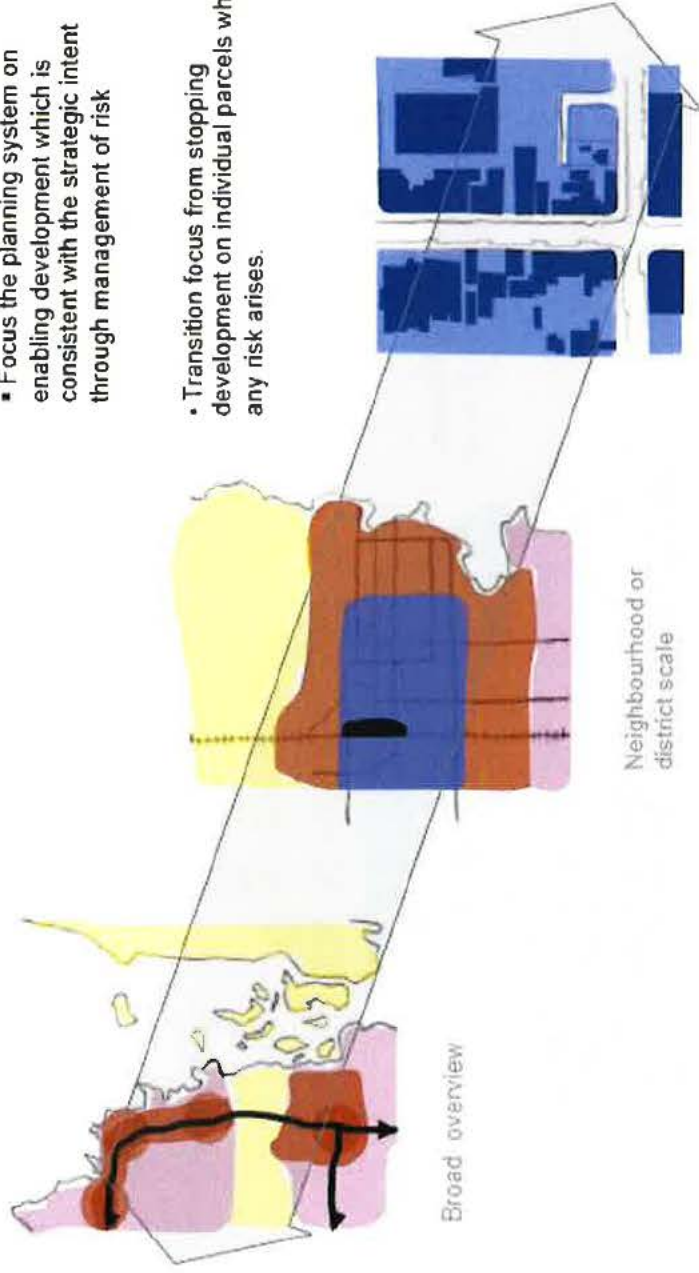 ▪ Focus the planning system on
enabling development which is
consistent with the strategic intent
through management of risk
• Transition focus from stopping
development on individual parcels
any risk arises.
Neighbourhood or
district scale
Broad overview